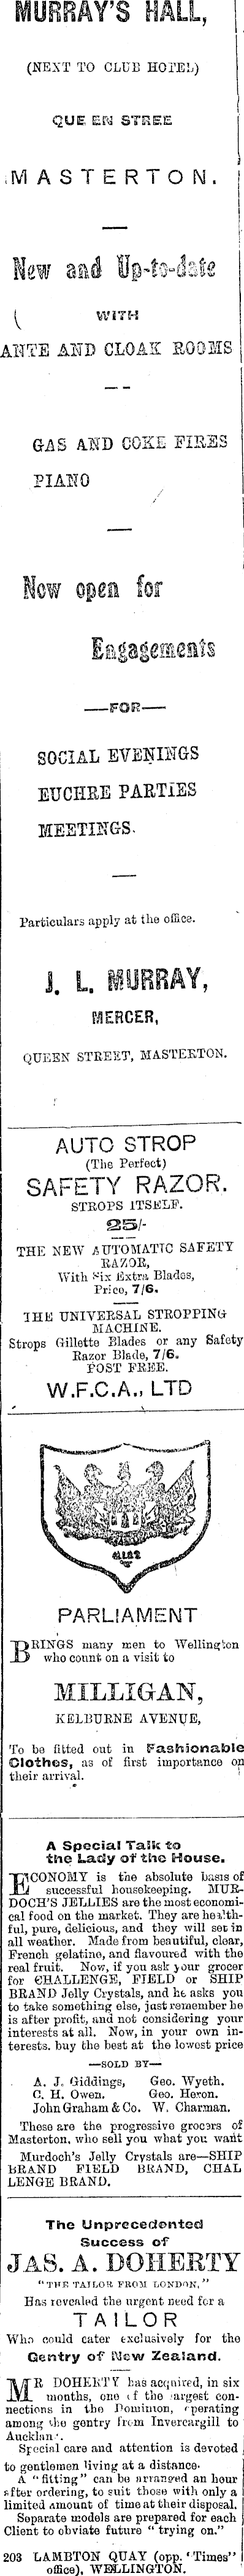 MURRAY'S HALL,
(NEXT TO CLUB HOTEL)
QUEEN STREE
MASTERTON.
New and Up-to-date
WITH
ANTE AND CLOAK ROOMS
GAS AND COKE FIRES
PIANO
Now open for
Engagements
—FOR—
SOCIAL EVENINGS
EUCHRE PARTIES
MEETINGS.
Particulars apply at the office.
J. L. MURRAY,
MERCER,
QUEEN STREET, MASTERTON.
AUTO STROP
(The Perfect)
SAFETY RAZOR.
STROPS ITSELF.
25/-
THE NEW AUTOMATIC SAFETY
RAZOR,
With Six Extra Blades,
Price, 7/6.
THE UNIVERSAL STROPPING
MACHINE.
Strops Gillette Blades or any Safety
Razor Blade, 7/6.
POST FREE.
W.F.C.A., LTD
PARLIAMENT
BRINGS many men to Wellington
who count on a visit to
MILLIGAN,
KELBURNE AVENUE,
To be fitted out in Fashionable
Clothes, as of first importance on
their arrival.
A Special Talk to
the Lady of the House.
ECONOMY is the absolute basis of
successful housekeeping. MUR-
DOCH'S JELLIES are the most economi-
cal food on the market. They are health-
ful, pure, delicious, and they will set in
all weather. Made from beautiful, clear,
French gelatine, and flavoured with the
real fruit. Now, if you ask your grocer
for CHALLENGE, FIELD or SHIP
BRAND Jelly Crystals, and he asks you
to take something else, just remember he
is after profit, and not considering your
interests at all. Now, in your own in-
terests, buy the best at the lowest price
—SOLD BY—
A. J. Giddings, Geo. Wyeth.
C. H. Owen. Geo. Heron.
John Graham & Co. W. Charman.
These are the progressive grocers of
Masterton, who sell you what you want
Murdoch's Jelly Crystals are—SHIP
BRAND FIELD BRAND, CHAL
LENGE BRAND.
The Unprecedented
Success of
JAS. A. DOHERTY
"THE TAILOR FROM LONDON,"
Has revealed the urgent need for a
TAILOR
Who could cater exclusively for the
Gentry of New Zealand.
MR DOHERTY has acquired, in six
months, one of the largest con-
nections in the Dominion, operating
among the gentry from Invercargill to
Auckland.
Special care and attention is devoted
to gentlemen living at a distance.
A "fitting" can be arranged an hour
after ordering, to suit those with only a
limited amount of time at their disposal.
Separate models are prepared for each
Client to obviate future "trying on."
203 LAMBTON QUAY (opp. 'Times"
office), WELLINGTON.